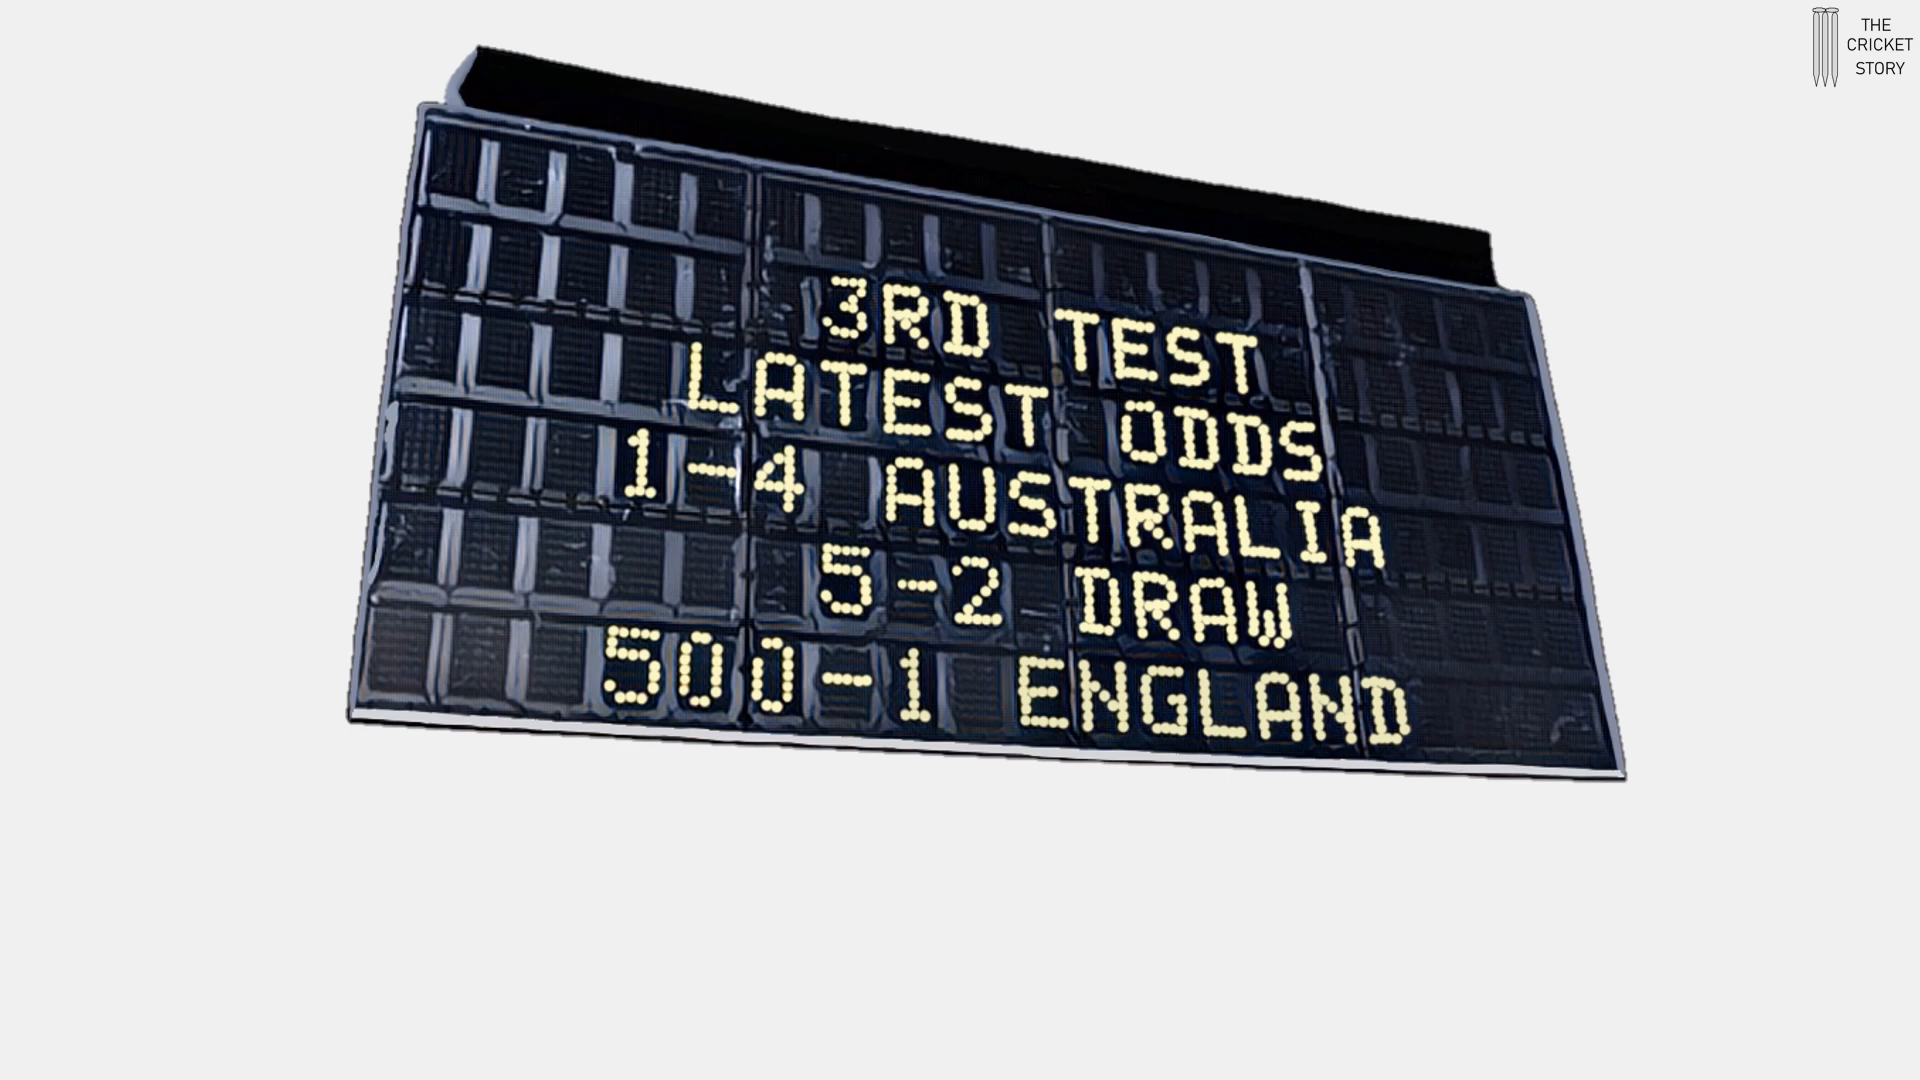 THE
CRICKET
STORY
3RD TEST
LATEST ODDS
1-4 AUSTRALIA
5-2 DRAW
500-1 ENGLAND